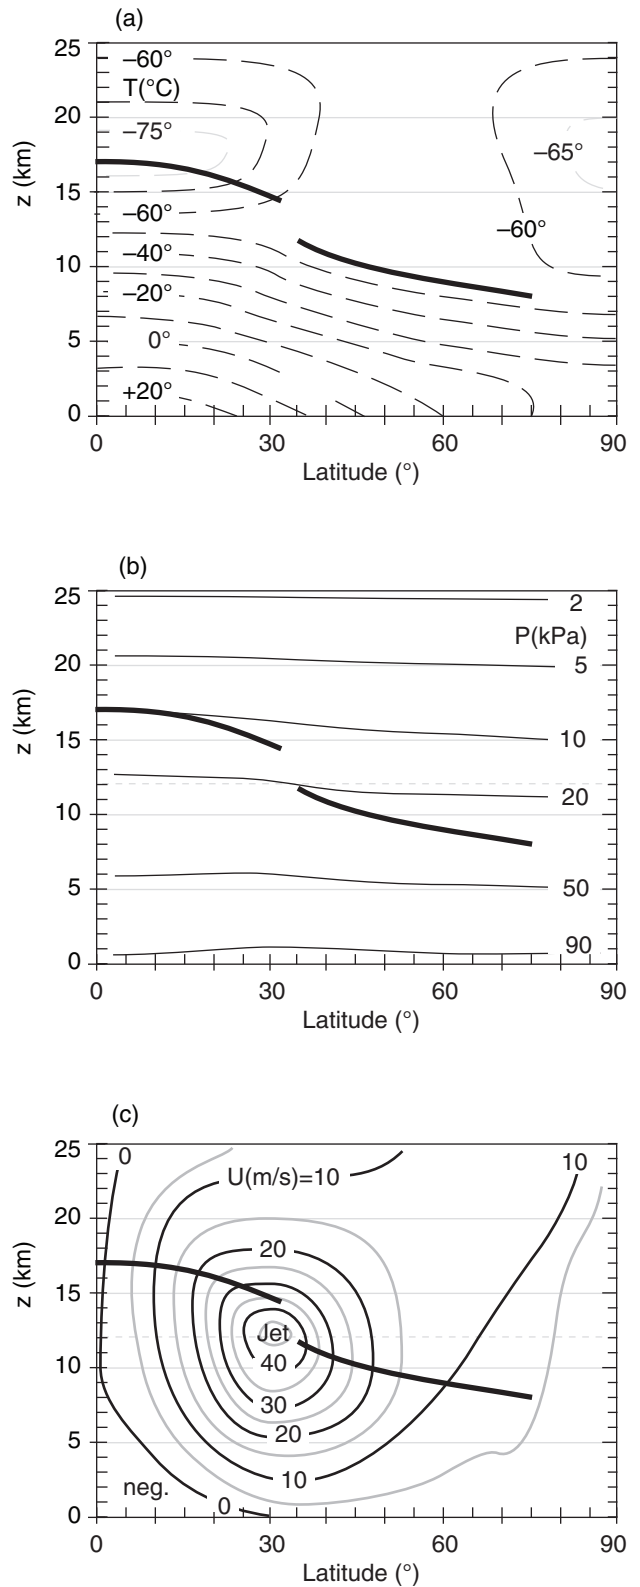 (a)
25
–60°
T(°C)
20
–75°
–65°
15
–60°
–60°
–40°
10
–20°
5
0°
+20°
0
z (km)
0 30 60 90
Latitude (°)
(b)
25
2
P(kPa)
20
5
15
10
10
20
5
50
0
90
z (km)
0 30 60 90
Latitude (°)
(c)
25
0
10
U(m/s)=10
20
20
15
Jet
10
40
30
20
5
10
neg.
0
0
z (km)
0 30 60 90
Latitude (°)